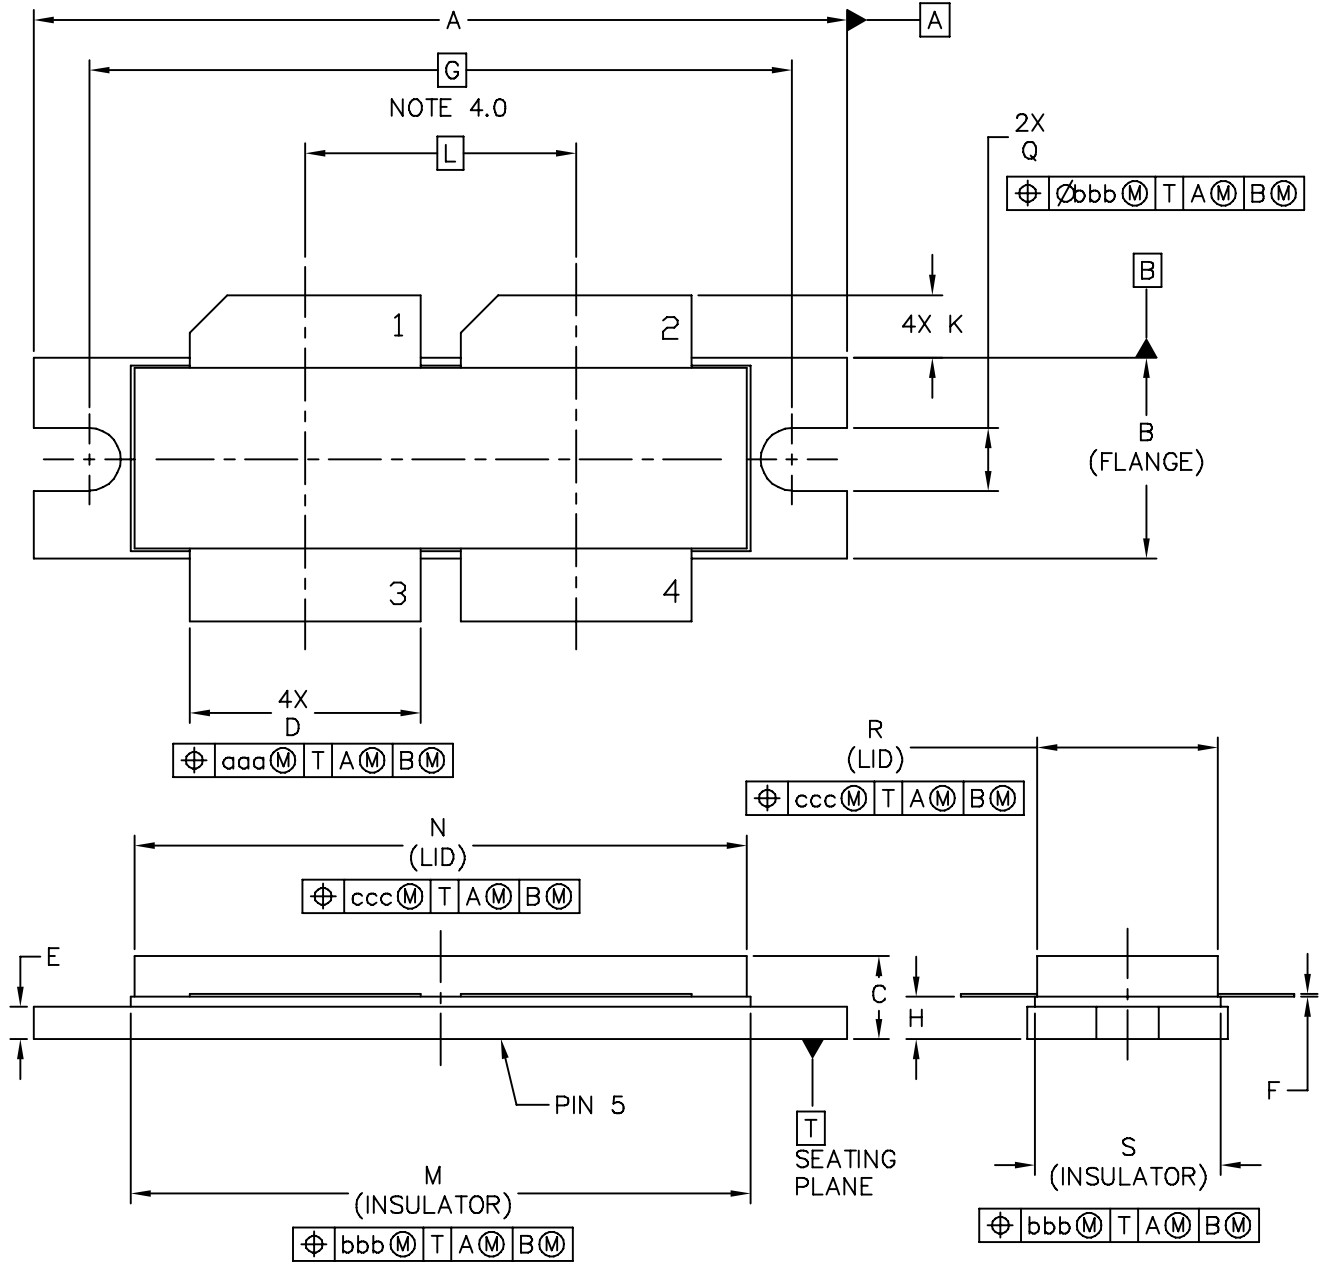 A
A
G
NOTE 4.0
L
2X
Q
⌖ Øbbb Ⓜ T A Ⓜ B Ⓜ
B
1
2
4X K
B
(FLANGE)
3
4
4X
D
⌖ aaa Ⓜ T A Ⓜ B Ⓜ
R
(LID)
⌖ ccc Ⓜ T A Ⓜ B Ⓜ
N
(LID)
⌖ ccc Ⓜ T A Ⓜ B Ⓜ
E
C
H
F
PIN 5
T
SEATING
PLANE
M
(INSULATOR)
⌖ bbb Ⓜ T A Ⓜ B Ⓜ
S
(INSULATOR)
⌖ bbb Ⓜ T A Ⓜ B Ⓜ